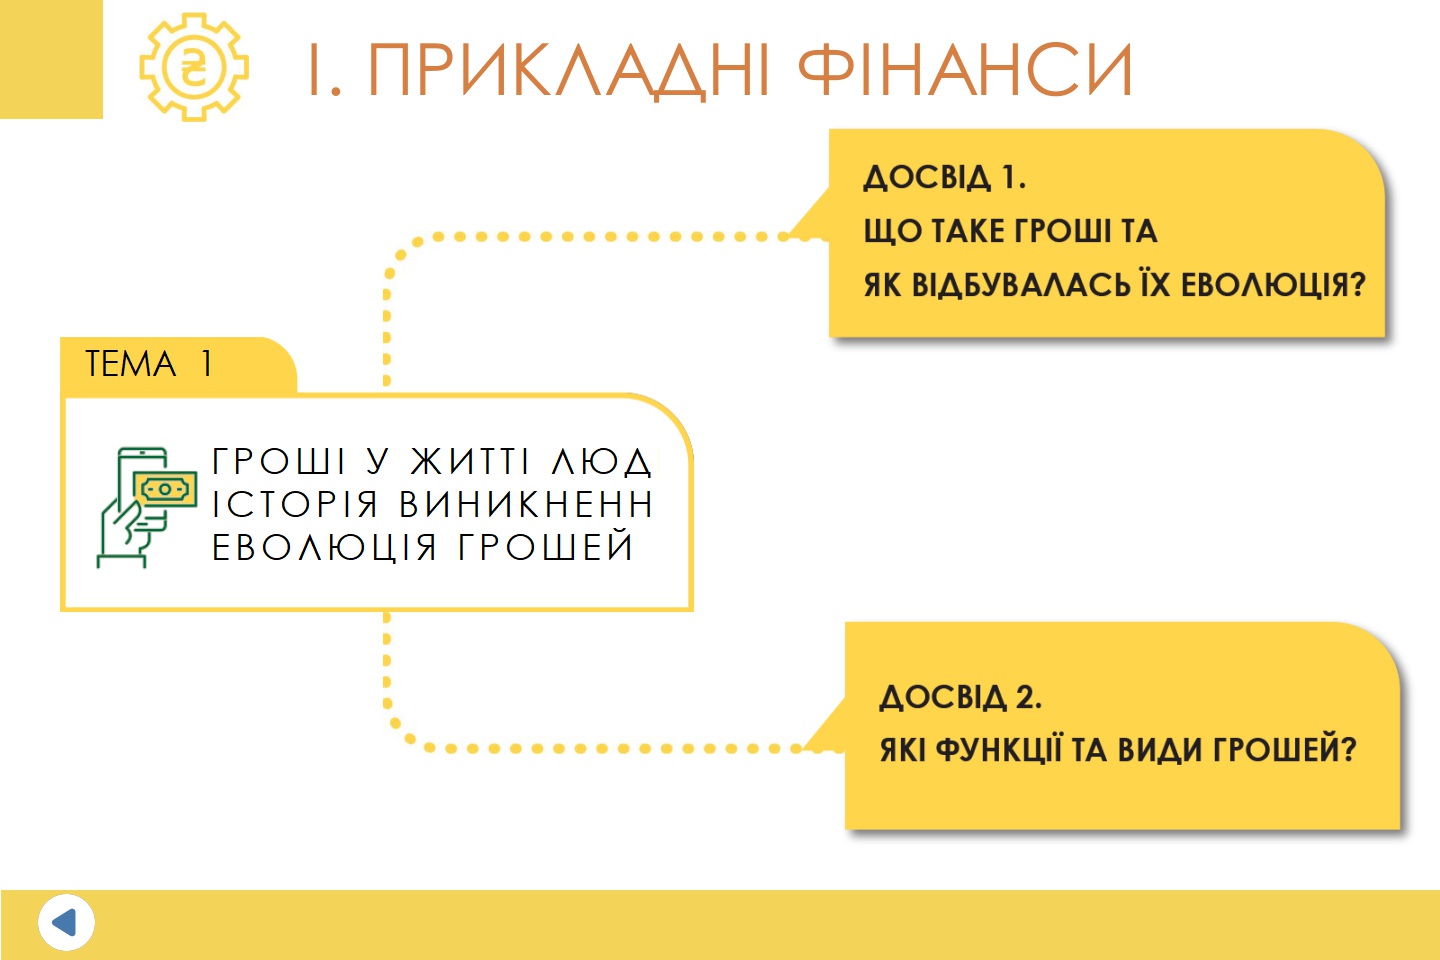 І. ПРИКЛАДНІ ФІНАНСИ
ДОСВІД 1.
ЩО ТАКЕ ГРОШІ ТА
ЯК ВІДБУВАЛАСЬ ЇХ ЕВОЛЮЦІЯ?
ТЕМА 1
ГРОШІ У ЖИТТІ ЛЮД
ІСТОРІЯ ВИНИКНЕНН
ЕВОЛЮЦІЯ ГРОШЕЙ
ДОСВІД 2.
ЯКІ ФУНКЦІЇ ТА ВИДИ ГРОШЕЙ?